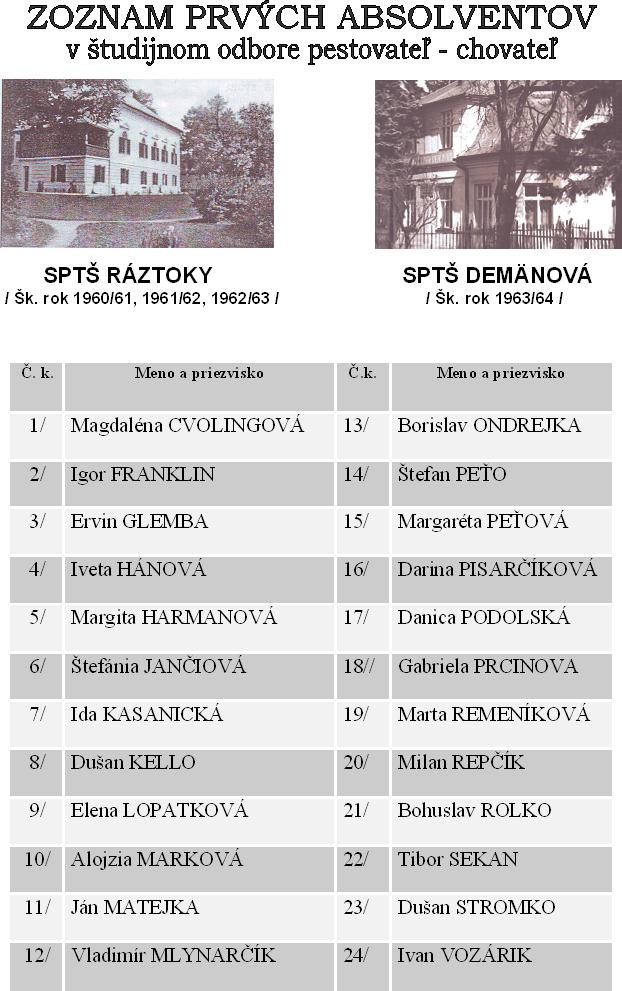 ZOZNAM PRVÝCH ABSOLVENTOV
v študijnom odbore pestovateľ - chovateľ
SPTŠ RÁZTOKY
/ Šk. rok 1960/61, 1961/62, 1962/63 /
SPTŠ DEMÄNOVÁ
/ Šk. rok 1963/64 /
Č. k. Meno a priezvisko Č.k. Meno a priezvisko
1/ Magdaléna CVOLINGOVÁ 13/ Borislav ONDREJKA
2/ Igor FRANKLIN 14/ Štefan PEŤO
3/ Ervin GLEMBA 15/ Margaréta PEŤOVÁ
4/ Iveta HÁNOVÁ 16/ Darina PISARČÍKOVÁ
5/ Margita HARMANOVÁ 17/ Danica PODOLSKÁ
6/ Štefánia JANČIOVÁ 18// Gabriela PRCINOVA
7/ Ida KASANICKÁ 19/ Marta REMENÍKOVÁ
8/ Dušan KELLO 20/ Milan REPČÍK
9/ Elena LOPATKOVÁ 21/ Bohuslav ROLKO
10/ Alojzia MARKOVÁ 22/ Tibor SEKAN
11/ Ján MATEJKA 23/ Dušan STROMKO
12/ Vladimír MLYNARČÍK 24/ Ivan VOZÁRIK